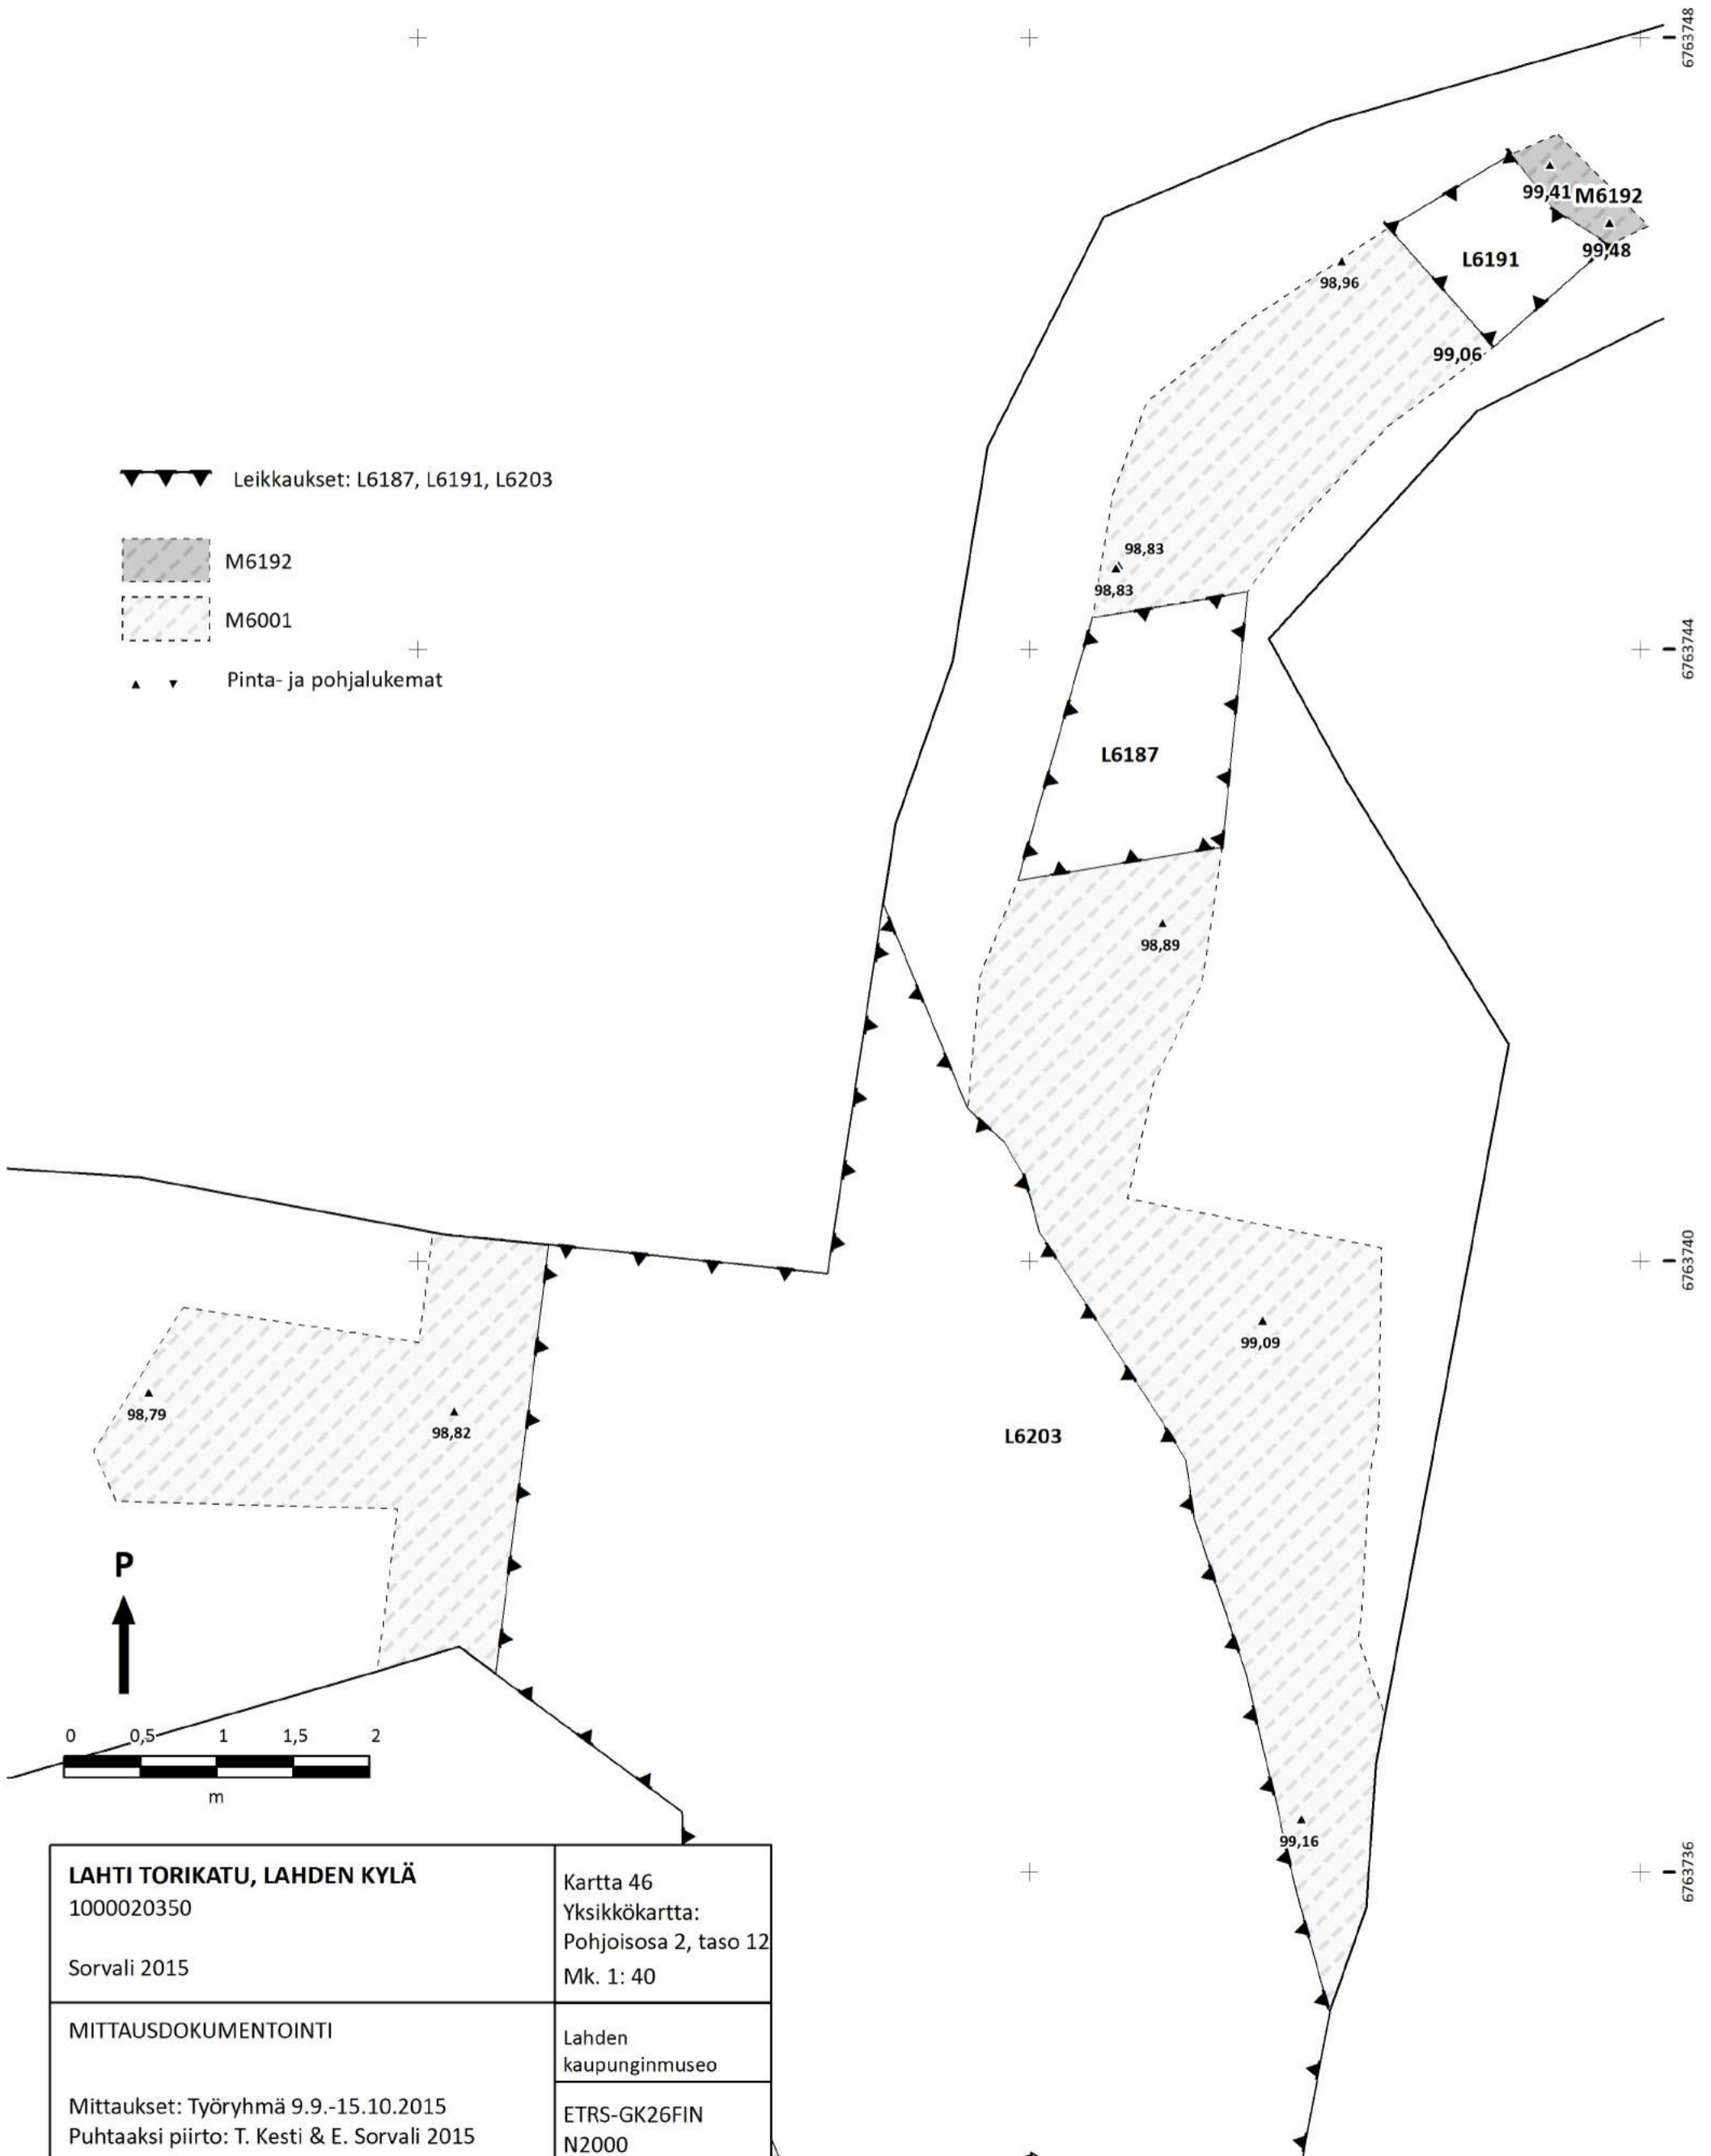 6763748
99,41 M6192
99,48
L6191
98,96
99,06
Leikkaukset: L6187, L6191, L6203
M6192
M6001
Pinta- ja pohjalukemat
98,83
98,83
6763744
L6187
98,89
6763740
99,09
98,79
98,82
L6203
P
0 0,5 1 1,5 2
m
99,16
6763736
LAHTI TORIKATU, LAHDEN KYLÄ
1000020350
Sorvali 2015
Kartta 46
Yksikkökartta:
Pohjoisosa 2, taso 12
Mk. 1: 40
MITTAUSDOKUMENTOINTI
Mittaukset: Työryhmä 9.9.-15.10.2015
Puhtaaksi piirto: T. Kesti & E. Sorvali 2015
Lahden
kaupunginmuseo
ETRS-GK26FIN
N2000